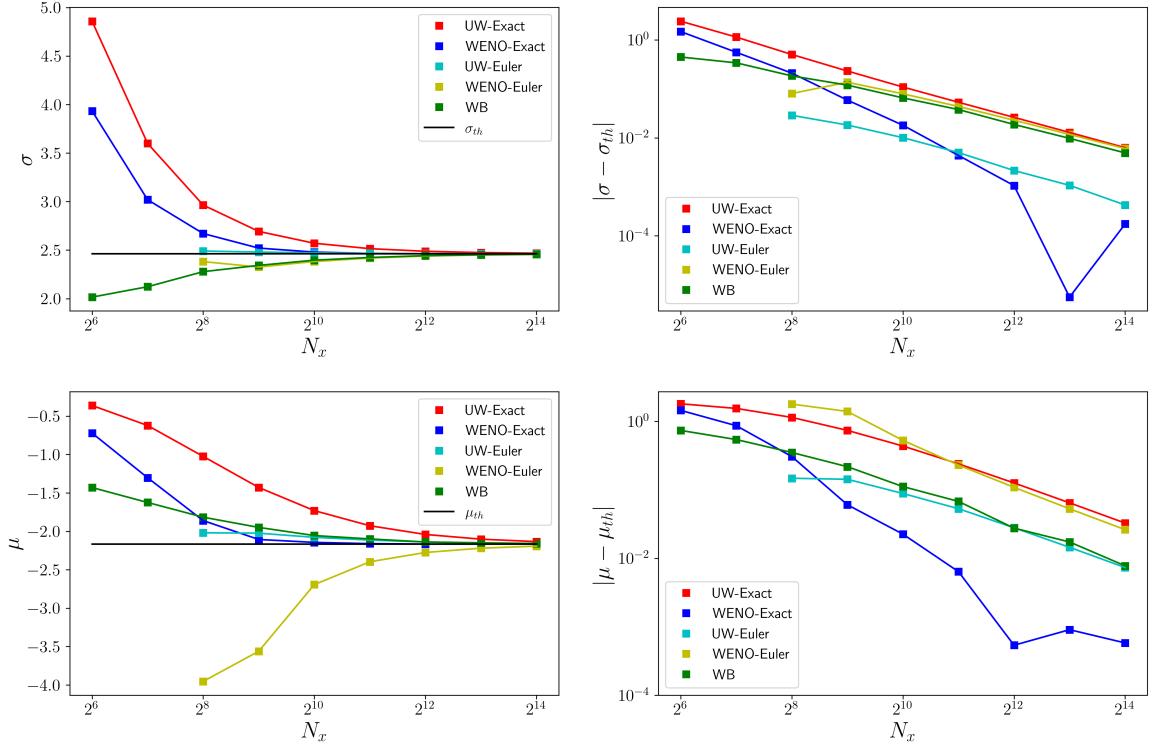 5.0
4.5
4.0
3.5
3.0
2.5
2.0
σ
2^6
2^8
2^10
2^12
2^14
N_x
UW-Exact
WENO-Exact
UW-Euler
WENO-Euler
WB
σ_th
10^0
10^−2
10^−4
|σ − σ_th|
2^6
2^8
2^10
2^12
2^14
N_x
UW-Exact
WENO-Exact
UW-Euler
WENO-Euler
WB
−0.5
−1.0
−1.5
−2.0
−2.5
−3.0
−3.5
−4.0
μ
2^6
2^8
2^10
2^12
2^14
N_x
UW-Exact
WENO-Exact
UW-Euler
WENO-Euler
WB
μ_th
10^0
10^−2
10^−4
|μ − μ_th|
2^6
2^8
2^10
2^12
2^14
N_x
UW-Exact
WENO-Exact
UW-Euler
WENO-Euler
WB